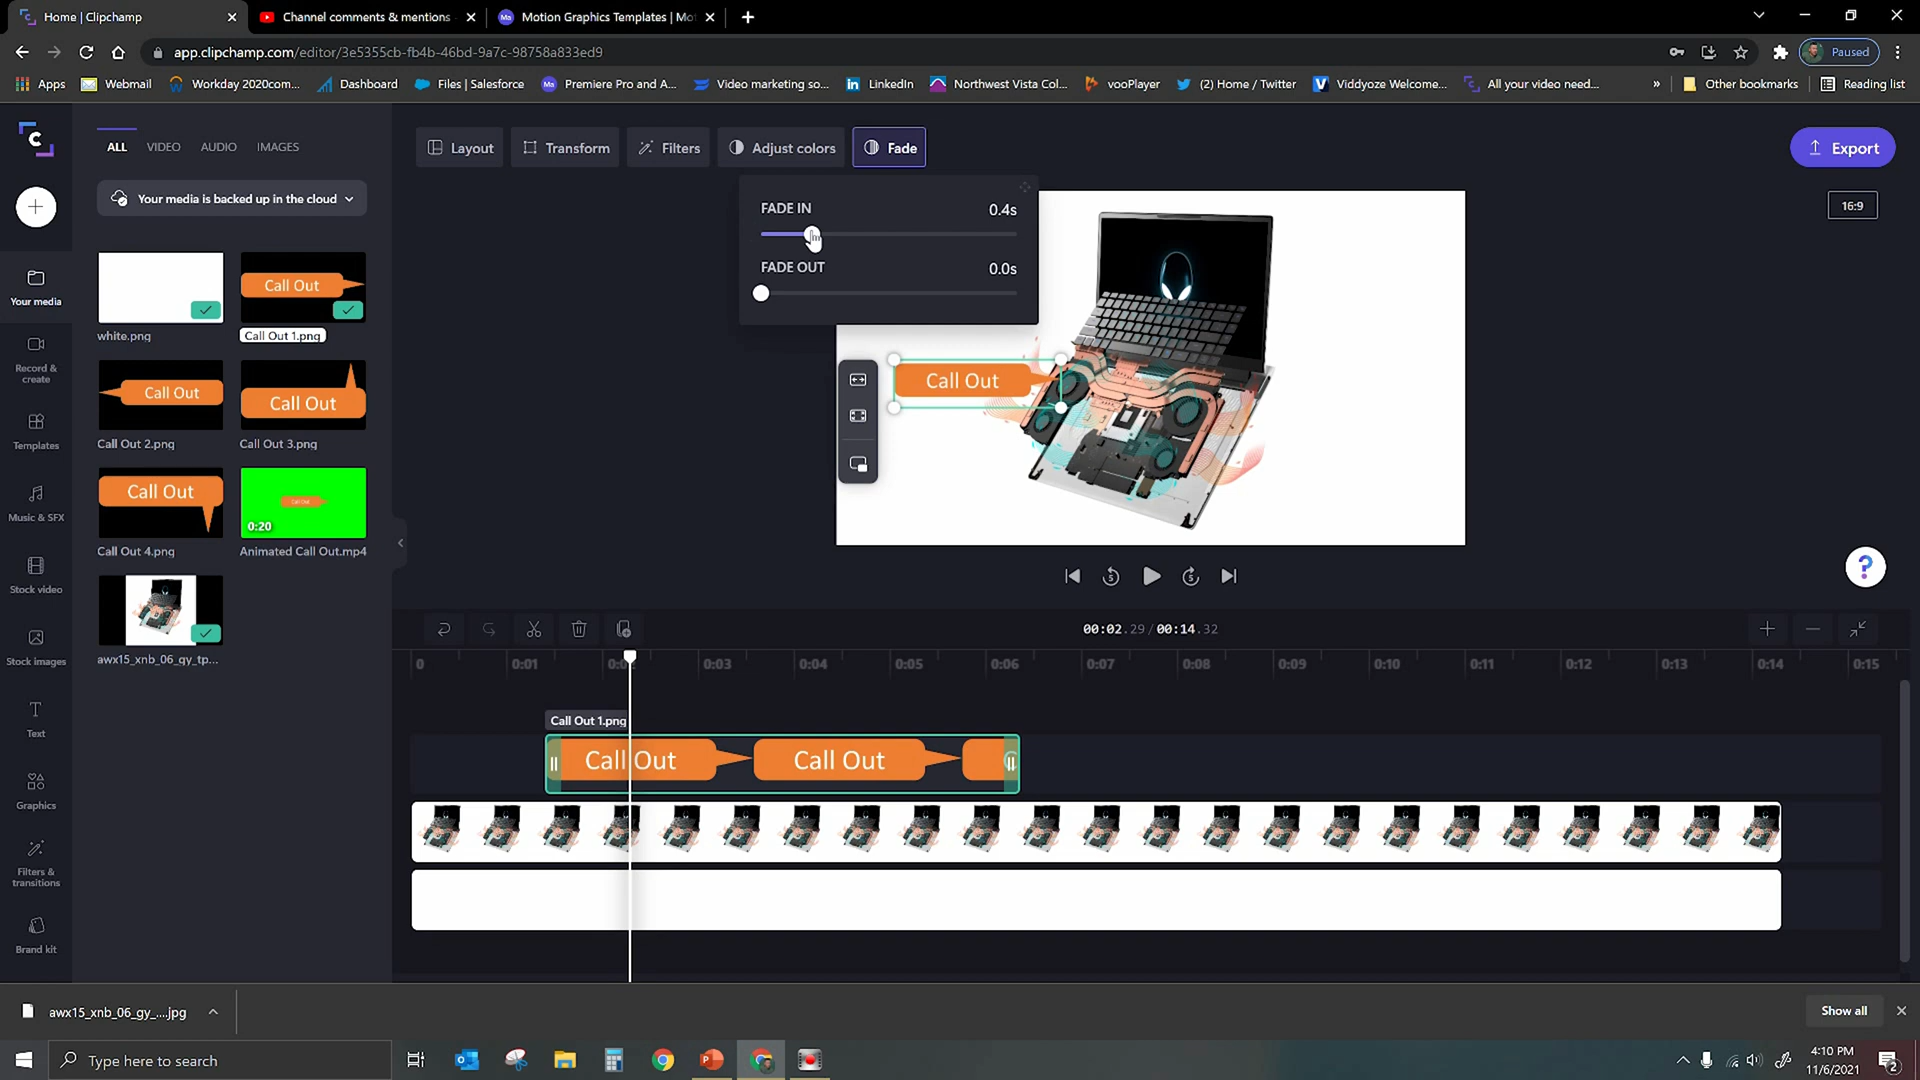 Home | Clipchamp
Channel comments & mentions
Motion Graphics Templates | Mo
app.clipchamp.com/editor/3e5355cb-fb4b-46bd-9a7c-98758a833ed9
Paused
Apps
Webmail
Workday 2020com...
Dashboard
Files | Salesforce
Premiere Pro and A...
Video marketing so...
LinkedIn
Northwest Vista Col...
vooPlayer
(2) Home / Twitter
Viddyoze Welcome...
All your video need...
»
Other bookmarks
Reading list
ALL
VIDEO
AUDIO
IMAGES
Layout
Transform
Filters
Adjust colors
Fade
Export
Your media is backed up in the cloud
FADE IN
0.4s
16:9
FADE OUT
0.0s
Your media
Call Out
white.png
Call Out 1.png
Record &
create
Call Out
Call Out
Call Out
Templates
Call Out 2.png
Call Out 3.png
Call Out
0:20
Music & SFX
Call Out 4.png
Animated Call Out.mp4
Stock video
Stock images
awx15_xnb_06_gy_tp...
00:02.29 / 00:14.32
0
0:01
0:03
0:04
0:05
0:06
0:07
0:08
0:09
0:10
0:11
0:12
0:13
0:14
0:15
Text
Call Out 1.png
Call Out
Call Out
Graphics
Filters &
transitions
Brand kit
awx15_xnb_06_gy_....jpg
Show all
Type here to search
4:10 PM
11/6/2021
2